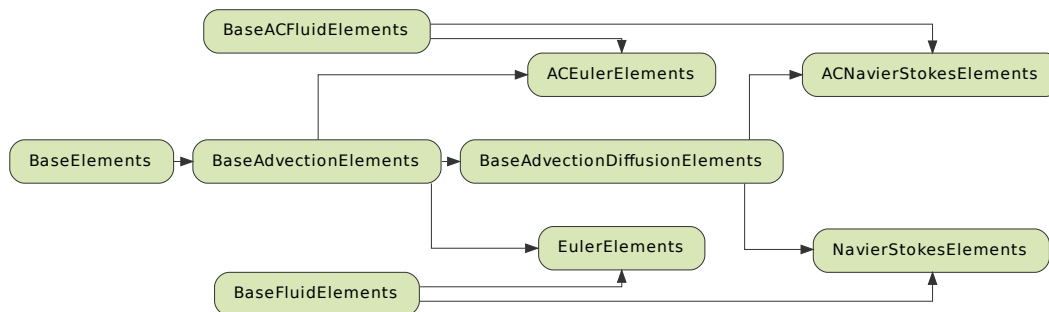 BaseACFluidElements
ACEulerElements
ACNavierStokesElements
BaseElements
BaseAdvectionElements
BaseAdvectionDiffusionElements
EulerElements
NavierStokesElements
BaseFluidElements